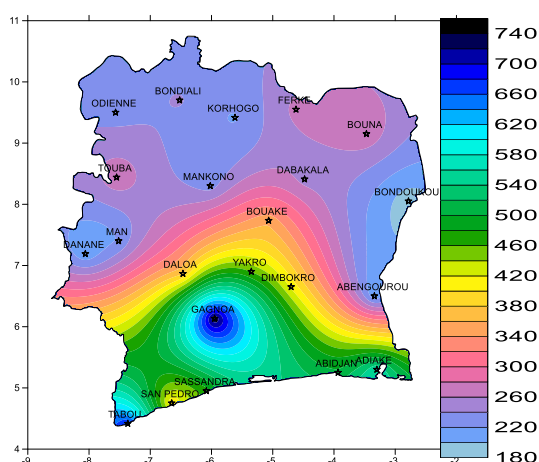 11
10
9
8
7
6
5
4
-9
-8
-7
-6
-5
-4
-3
-2
BONDIALI
ODIENNE
KORHOGO
FERKE
BOUNA
TOUBA
MANKONO
DABAKALA
BONDOUKOU
BOUAKE
MAN
DANANE
DALOA
YAKRO
DIMBOKRO
ABENGOUROU
GAGNOA
ABIDJAN
ADIAKE
SASSANDRA
SAN PEDRO
TABOU
740
700
660
620
580
540
500
460
420
380
340
300
260
220
180